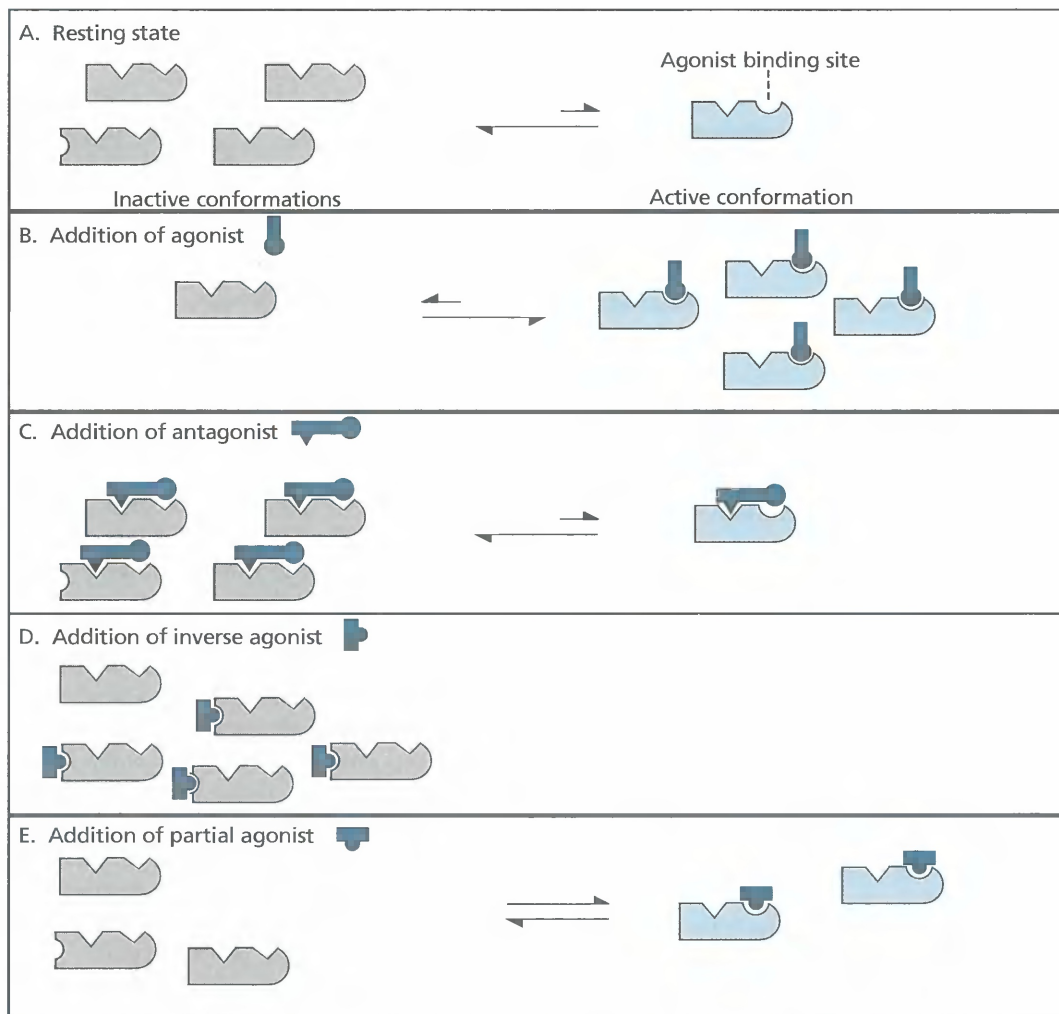 A. Resting state
Agonist binding site
Inactive conformations
Active conformation
B. Addition of agonist
C. Addition of antagonist
D. Addition of inverse agonist
E. Addition of partial agonist